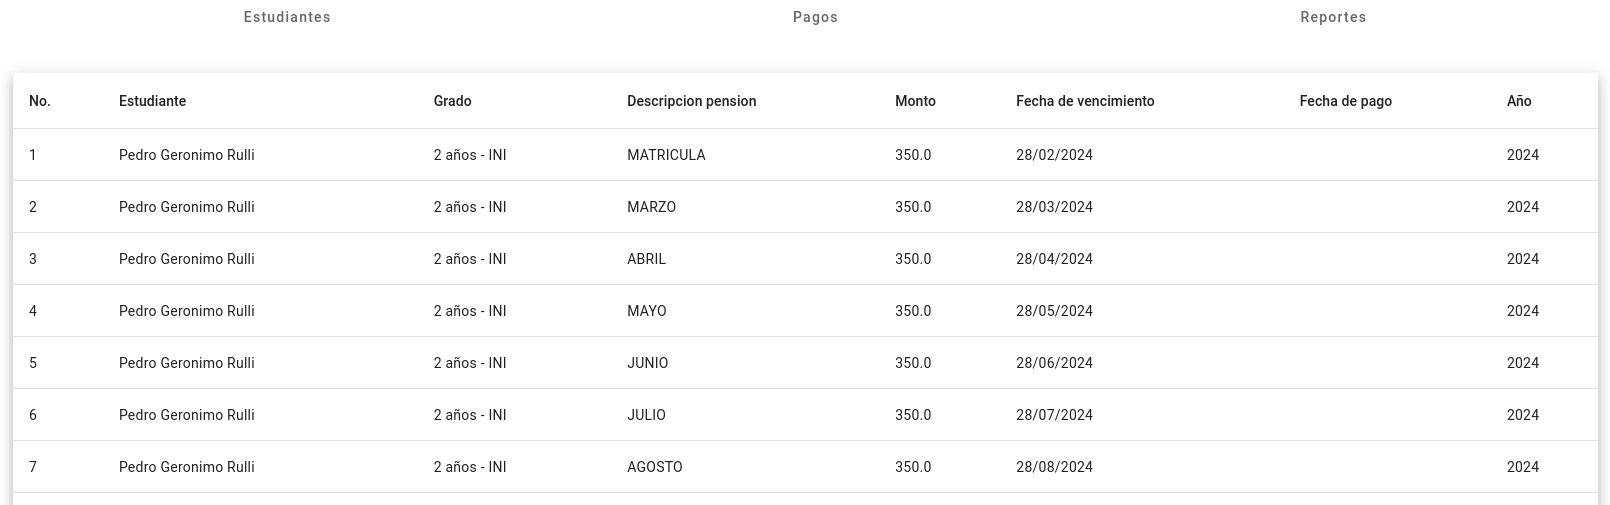 Estudiantes Pagos Reportes
No. Estudiante Grado Descripcion pension Monto Fecha de vencimiento Fecha de pago Año
1 Pedro Geronimo Rulli 2 años - INI MATRICULA 350.0 28/02/2024 2024
2 Pedro Geronimo Rulli 2 años - INI MARZO 350.0 28/03/2024 2024
3 Pedro Geronimo Rulli 2 años - INI ABRIL 350.0 28/04/2024 2024
4 Pedro Geronimo Rulli 2 años - INI MAYO 350.0 28/05/2024 2024
5 Pedro Geronimo Rulli 2 años - INI JUNIO 350.0 28/06/2024 2024
6 Pedro Geronimo Rulli 2 años - INI JULIO 350.0 28/07/2024 2024
7 Pedro Geronimo Rulli 2 años - INI AGOSTO 350.0 28/08/2024 2024